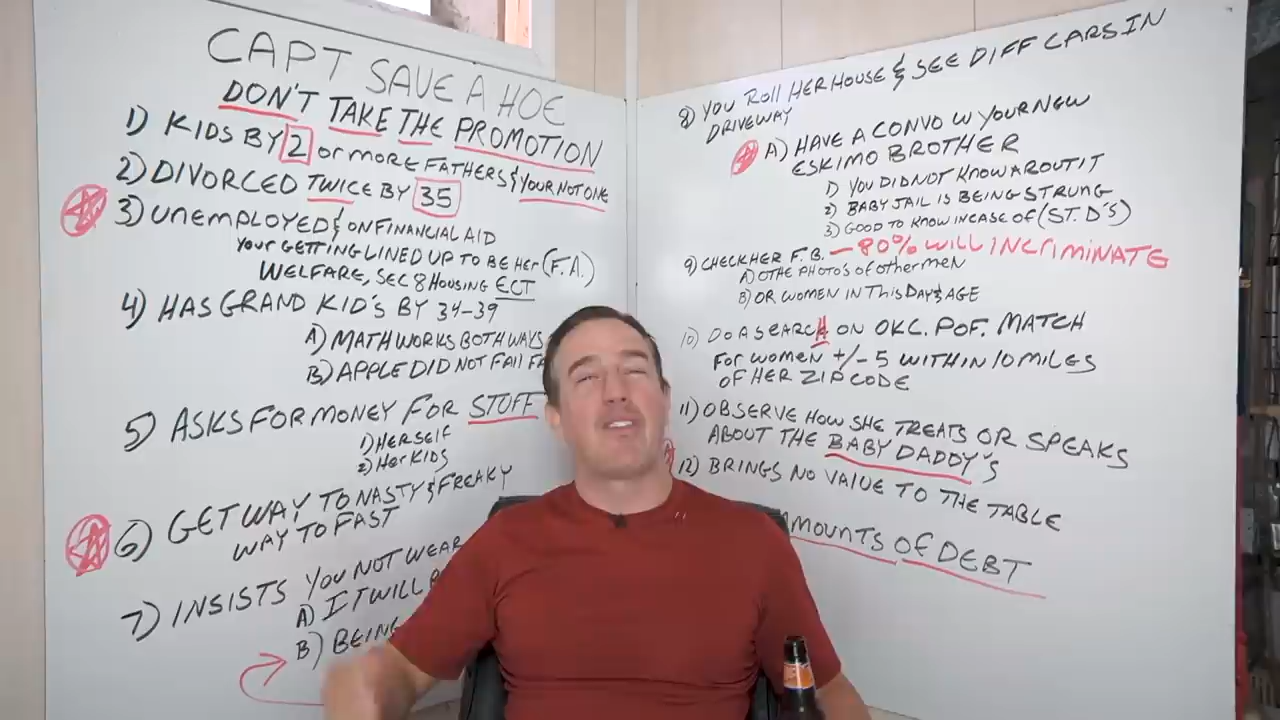 CAPT SAVE A HOE
DON'T TAKE THE PROMOTION
1) KIDS BY 2 or more FATHERS & YOUR NOT ONE
2) DIVORCED TWICE BY 35
3) UNEMPLOYED & ON FINANCIAL AID
YOUR GETTING LINED UP TO BE HER (F.A.)
WELFARE, SEC 8 HOUSING ECT
4) HAS GRAND KID'S BY 34-39
A) MATH WORKS BOTH WAYS
B) APPLE DID NOT FALL FA
5) ASKS FOR MONEY FOR STUFF
1) HERSELF
2) HER KIDS
6) GET WAY TO NASTY & FREAKY
WAY TO FAST
7) INSISTS YOU NOT WEAR
A) IT WILL
B) BEING
8) YOU ROLL HER HOUSE & SEE DIFF CARS IN
DRIVEWAY
A) HAVE A CONVO W YOUR NEW
ESKIMO BROTHER
1) YOU DID NOT KNOW ABOUT IT
2) BABY JAIL IS BEING STRUNG
3) GOOD TO KNOW INCASE OF (S.T.D'S)
9) CHECK HER F.B. — 80% WILL INCRIMINATE
A) OTHE PHOTO'S of other MEN
B) OR WOMEN IN This DAY & AGE
10) DO A SEARCH ON OKC. POF. MATCH
FOR WOMEN +/- 5 WITHIN 10 MILES
OF HER ZIPCODE
11) OBSERVE HOW SHE TREATS OR SPEAKS
ABOUT THE BABY DADDY'S
12) BRINGS NO VALUE TO THE TABLE
AMOUNTS OF DEBT